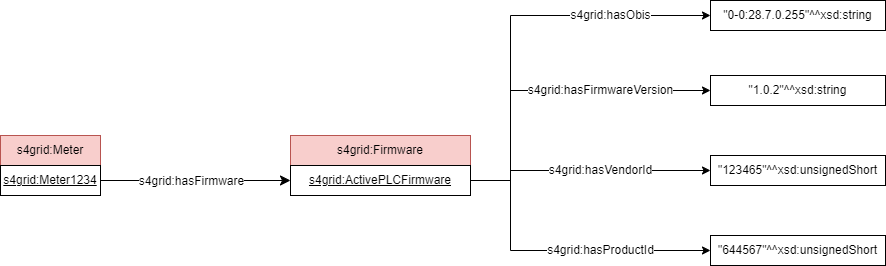 s4grid:hasObis
"0-0:28.7.0.255"^^xsd:string
s4grid:hasFirmwareVersion
"1.0.2"^^xsd:string
s4grid:Meter
s4grid:Meter1234
s4grid:hasFirmware
s4grid:Firmware
s4grid:ActivePLCFirmware
s4grid:hasVendorId
"123465"^^xsd:unsignedShort
s4grid:hasProductId
"644567"^^xsd:unsignedShort